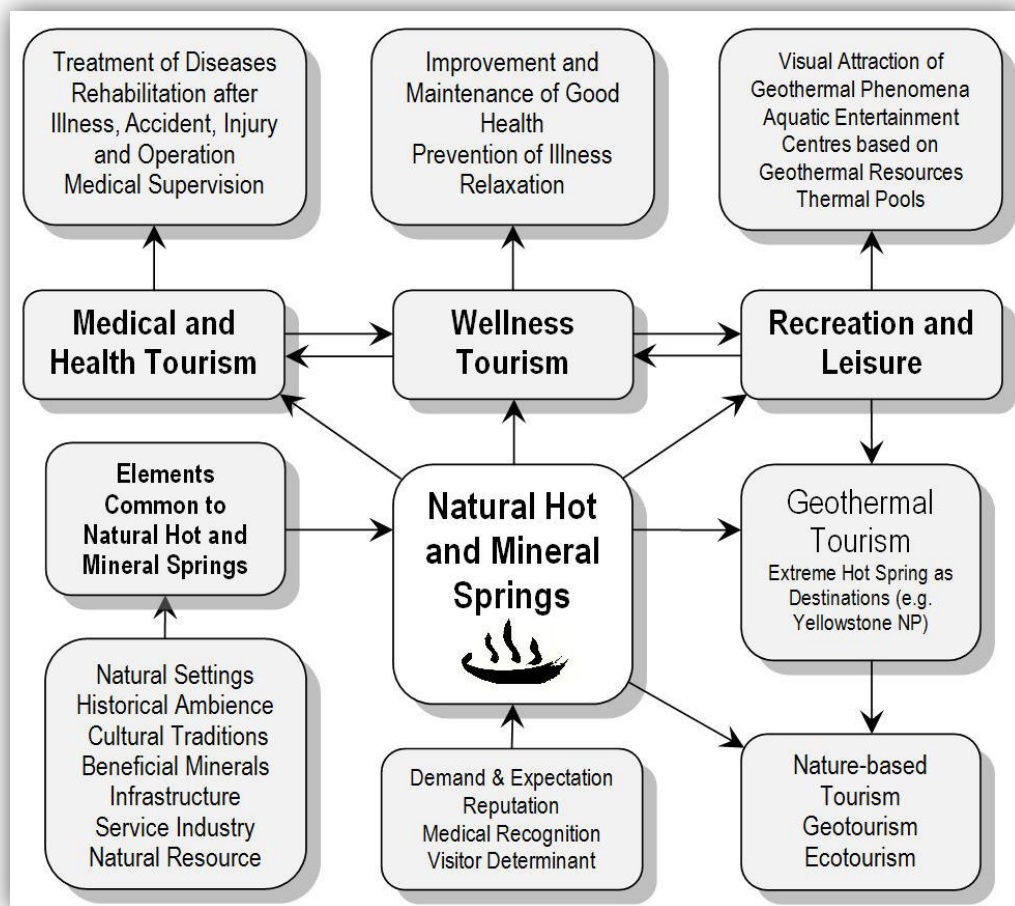 Treatment of Diseases
Rehabilitation after
Illness, Accident, Injury
and Operation
Medical Supervision
Improvement and
Maintenance of Good
Health
Prevention of Illness
Relaxation
Visual Attraction of
Geothermal Phenomena
Aquatic Entertainment
Centres based on
Geothermal Resources
Thermal Pools
Medical and
Health Tourism
Wellness
Tourism
Recreation and
Leisure
Elements
Common to
Natural Hot and
Mineral Springs
Natural Hot
and Mineral
Springs
Geothermal
Tourism
Extreme Hot Spring as
Destinations (e.g.
Yellowstone NP)
Natural Settings
Historical Ambience
Cultural Traditions
Beneficial Minerals
Infrastructure
Service Industry
Natural Resource
Demand & Expectation
Reputation
Medical Recognition
Visitor Determinant
Nature-based
Tourism
Geotourism
Ecotourism